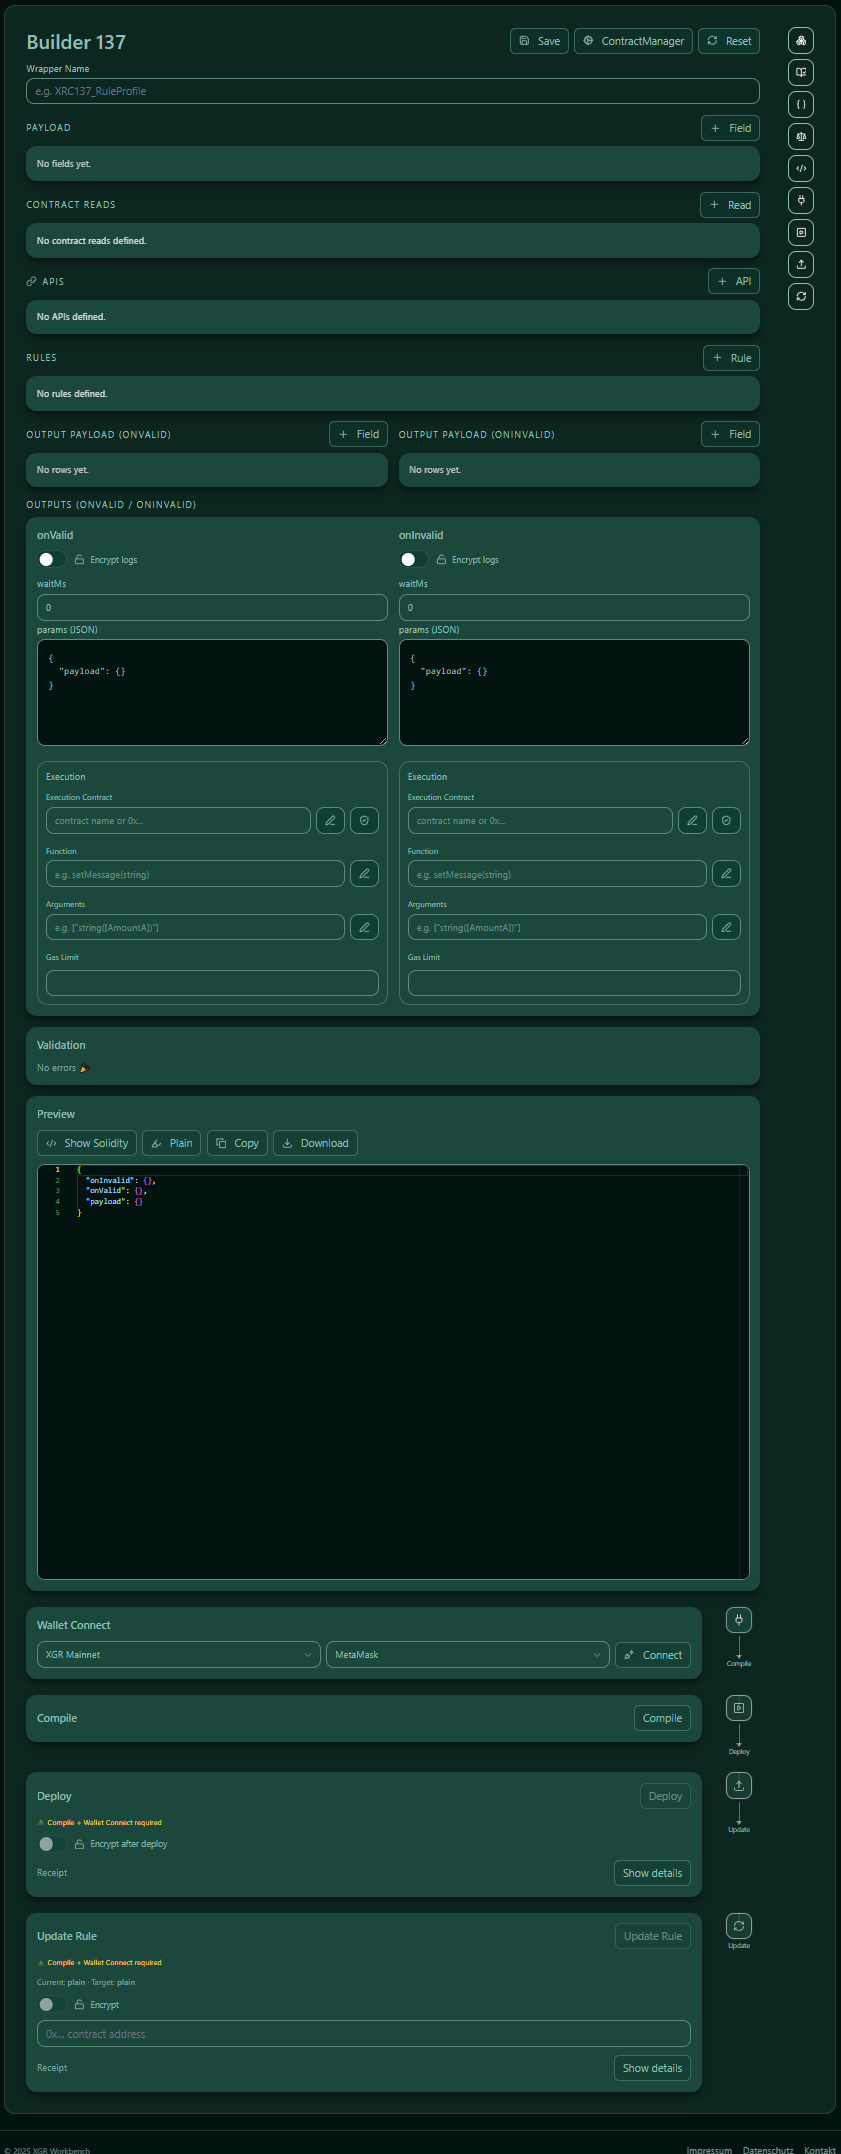 Builder 137
Save
ContractManager
Reset
Wrapper Name
e.g. XRC137_RuleProfile
PAYLOAD
Field
No fields yet.
CONTRACT READS
Read
No contract reads defined.
APIS
API
No APIs defined.
RULES
Rule
No rules defined.
OUTPUT PAYLOAD (ONVALID)
Field
OUTPUT PAYLOAD (ONINVALID)
Field
No rows yet.
No rows yet.
OUTPUTS (ONVALID / ONINVALID)
onValid
onInvalid
Encrypt logs
Encrypt logs
waitMs
waitMs
0
0
params (JSON)
params (JSON)
{
"payload": {}
}
{
"payload": {}
}
Execution
Execution Contract
contract name or 0x...
Function
e.g. setMessage(string)
Arguments
e.g. ["string([AmountA])"]
Gas Limit
Execution
Execution Contract
contract name or 0x...
Function
e.g. setMessage(string)
Arguments
e.g. ["string([AmountA])"]
Gas Limit
Validation
No errors 🎉
Preview
Show Solidity
Plain
Copy
Download
1 {
2 "onInvalid": {},
3 "onValid": {},
4 "payload": {}
5 }
Wallet Connect
XGR Mainnet
MetaMask
Connect
Compile
Compile
Compile
Deploy
Deploy
Deploy
⚠ Compile + Wallet Connect required
Encrypt after deploy
Update
Receipt
Show details
Update Rule
Update Rule
Update
⚠ Compile + Wallet Connect required
Current: plain · Target: plain
Encrypt
0x... contract address
Receipt
Show details
© 2025 XGR Workbench
Impressum
Datenschutz
Kontakt